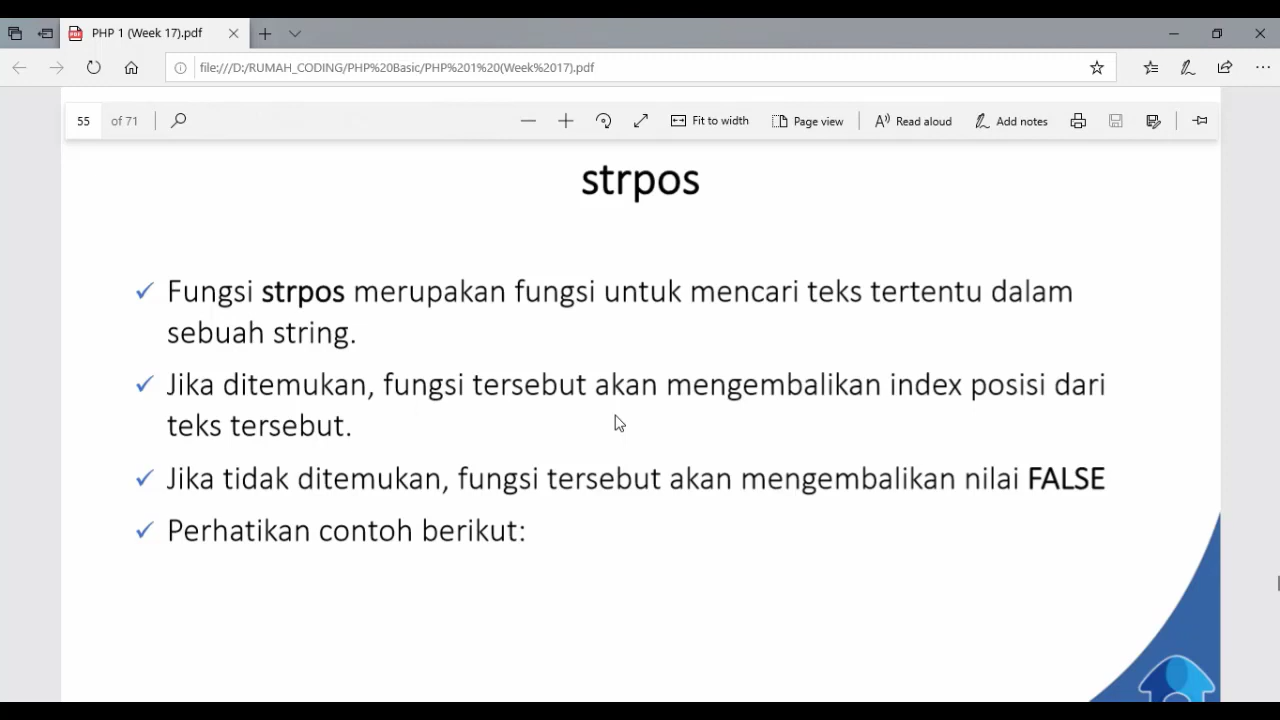 PHP 1 (Week 17).pdf
file:///D:/RUMAH_CODING/PHP%20Basic/PHP%201%20(Week%2017).pdf
55 of 71 Fit to width Page view Read aloud Add notes
strpos
Fungsi strpos merupakan fungsi untuk mencari teks tertentu dalam
sebuah string.
Jika ditemukan, fungsi tersebut akan mengembalikan index posisi dari
teks tersebut.
Jika tidak ditemukan, fungsi tersebut akan mengembalikan nilai FALSE
Perhatikan contoh berikut: